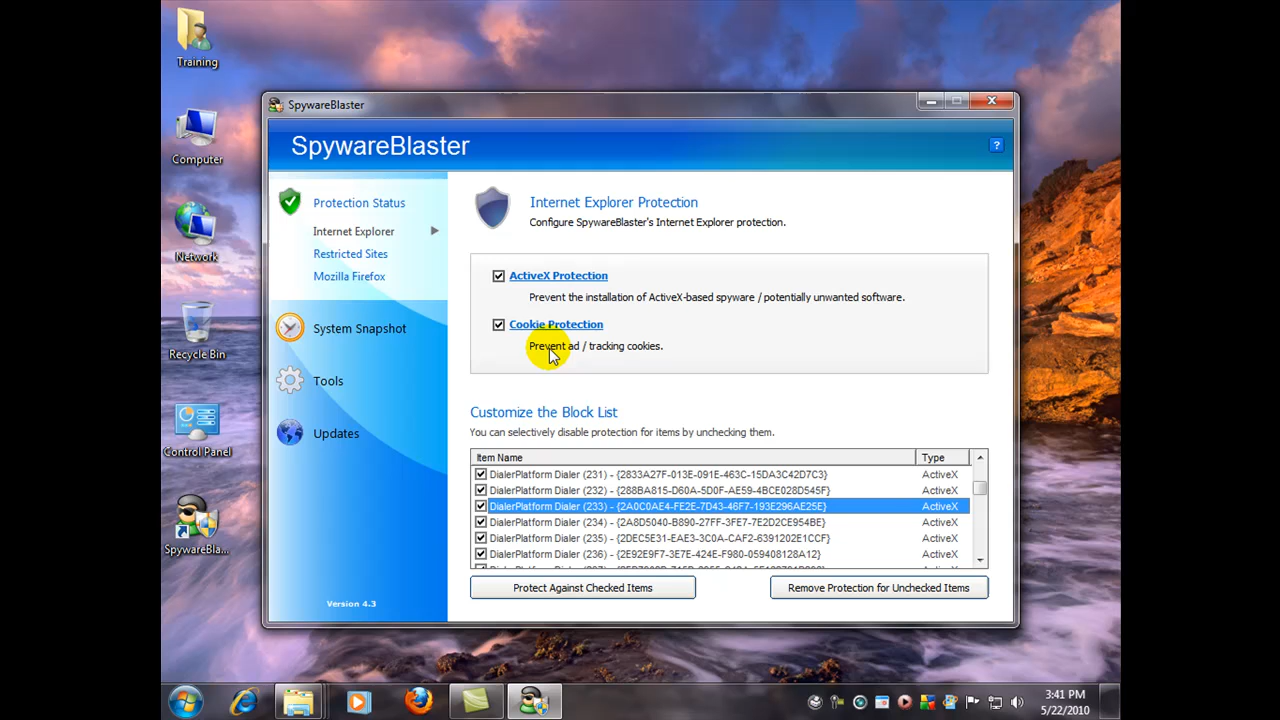 Training
Computer
Network
Recycle Bin
Control Panel
SpywareBla...
SpywareBlaster
SpywareBlaster
?
Protection Status
Internet Explorer
Restricted Sites
Mozilla Firefox
System Snapshot
Tools
Updates
Version 4.3
Internet Explorer Protection
Configure SpywareBlaster's Internet Explorer protection.
ActiveX Protection
Prevent the installation of ActiveX-based spyware / potentially unwanted software.
Cookie Protection
Prevent ad / tracking cookies.
Customize the Block List
You can selectively disable protection for items by unchecking them.
Item Name Type
DialerPlatform Dialer (231) - {2833A27F-013E-091E-463C-15DA3C42D7C3} ActiveX
DialerPlatform Dialer (232) - {288BA815-D60A-5D0F-AE59-4BCE028D545F} ActiveX
DialerPlatform Dialer (233) - {2A0C0AE4-FE2E-7D43-46F7-193E296AE25E} ActiveX
DialerPlatform Dialer (234) - {2A8D5040-B890-27FF-3FE7-7E2D2CE954BE} ActiveX
DialerPlatform Dialer (235) - {2DEC5E31-EAE3-3C0A-CAF2-6391202E1CCF} ActiveX
DialerPlatform Dialer (236) - {2E92E9F7-3E7E-424E-F980-059408128A12} ActiveX
Protect Against Checked Items
Remove Protection for Unchecked Items
3:41 PM
5/22/2010